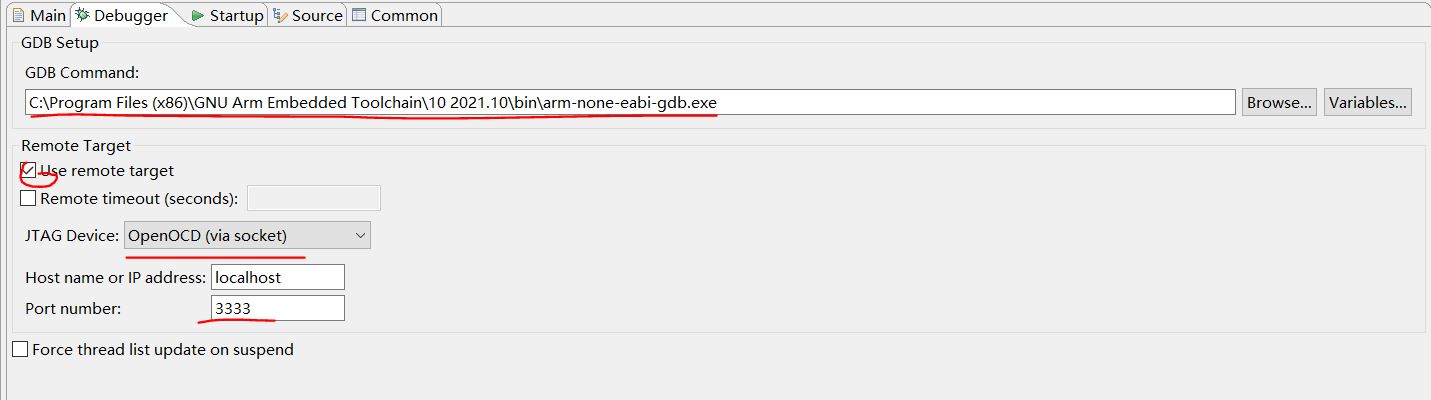 Main Debugger Startup Source Common
GDB Setup
GDB Command:
C:\Program Files (x86)\GNU Arm Embedded Toolchain\10 2021.10\bin\arm-none-eabi-gdb.exe Browse... Variables...
Remote Target
Use remote target
Remote timeout (seconds):
JTAG Device: OpenOCD (via socket)
Host name or IP address: localhost
Port number: 3333
Force thread list update on suspend